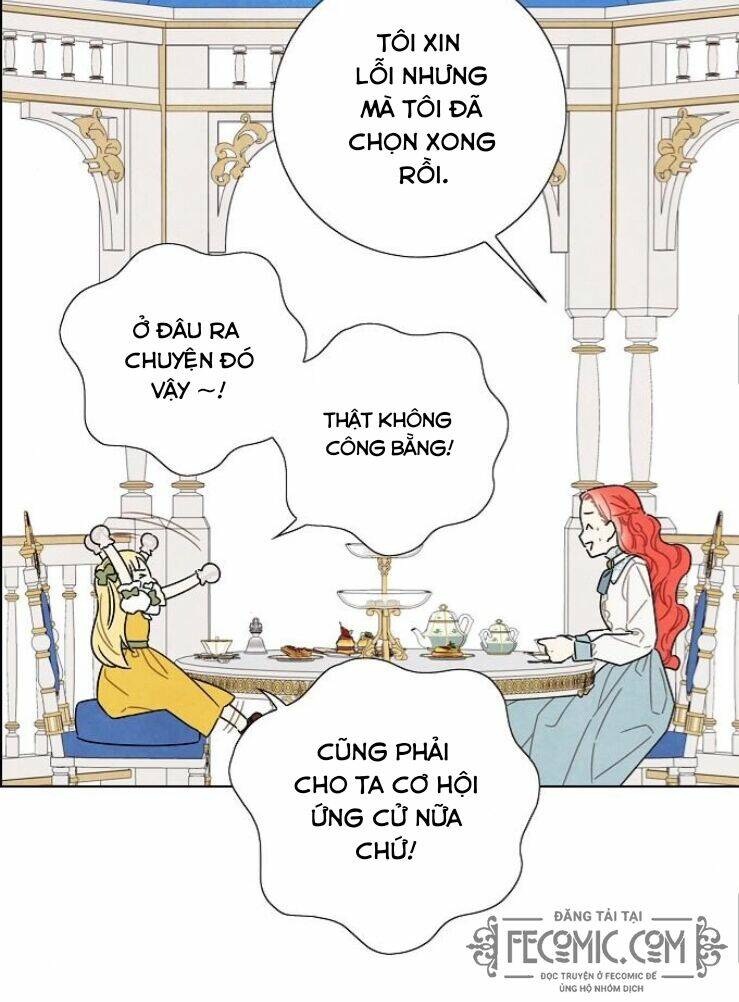 TÔI XIN
LỖI NHƯNG
MÀ TÔI ĐÃ
CHỌN XONG
RỒI.
Ở ĐÂU RA
CHUYỆN ĐÓ
VẬY ~!
THẬT KHÔNG
CÔNG BẰNG!
CŨNG PHẢI
CHO TA CƠ HỘI
ỨNG CỬ NỮA
CHỨ!
ĐĂNG TẢI TẠI
FECOMIC.COM
ĐỌC TRUYỆN Ở FECOMIC ĐỂ
ỦNG HỘ NHÓM DỊCH